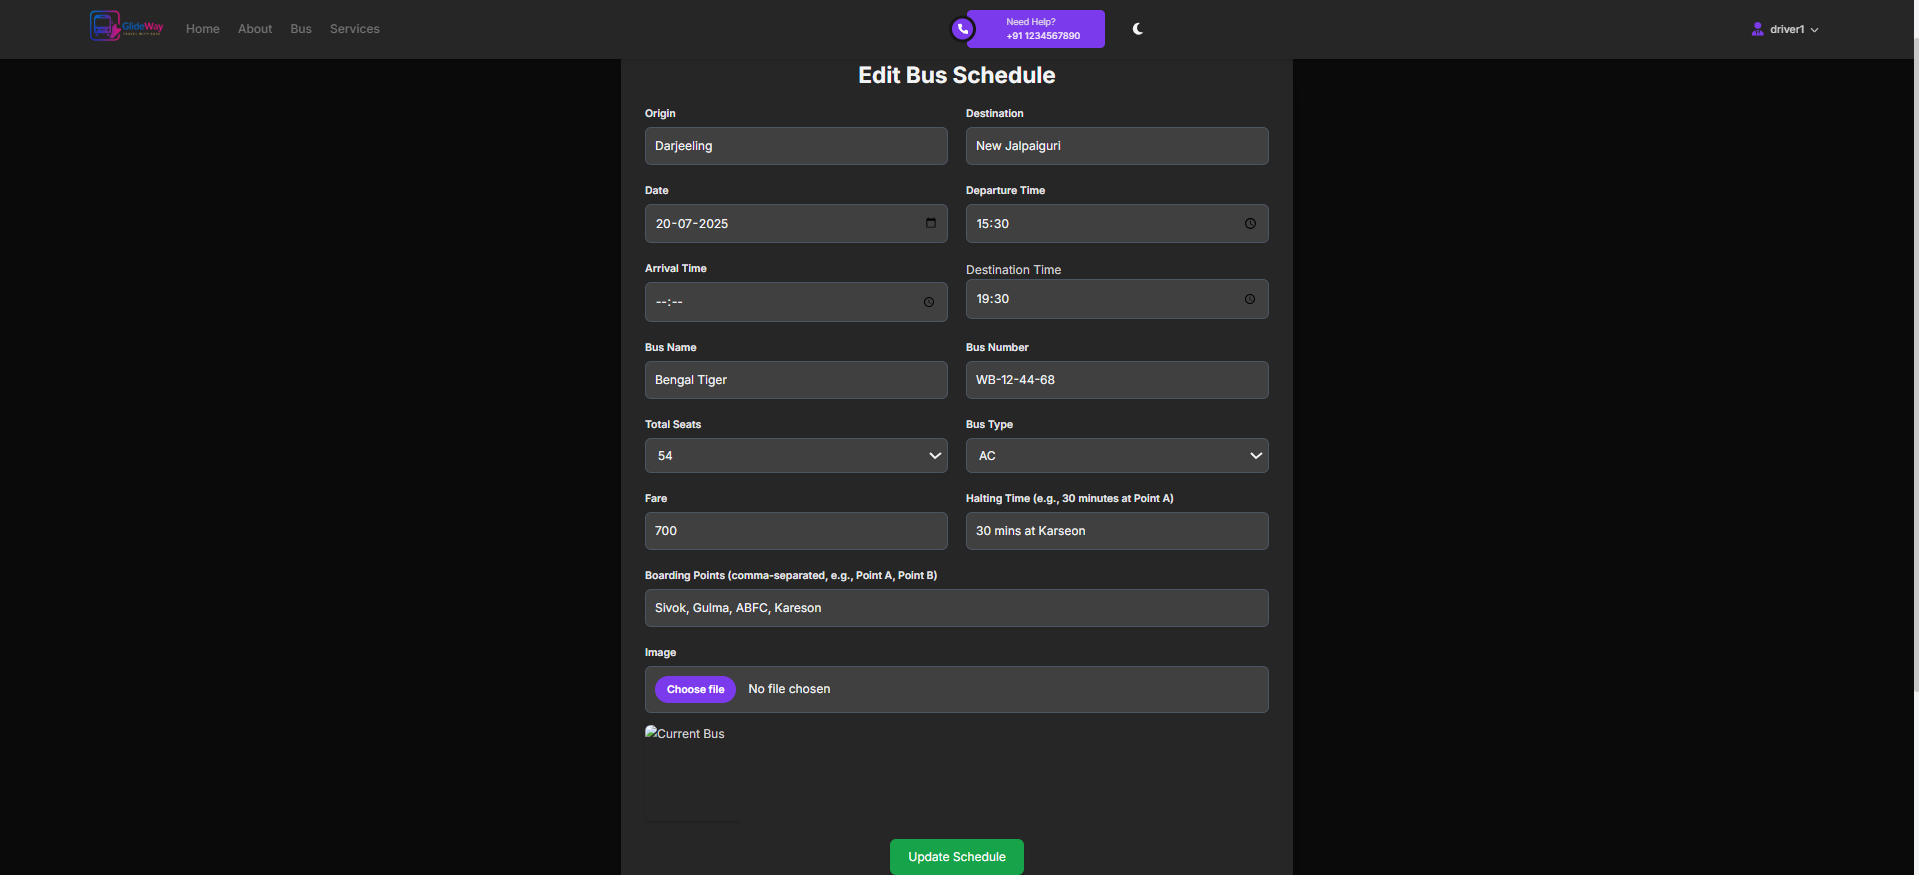 GlideWay
TRAVEL WITH EASE
Home About Bus Services
Need Help?
+91 1234567890
driver1
Edit Bus Schedule
Origin Destination
Darjeeling New Jalpaiguri
Date Departure Time
20-07-2025 15:30
Arrival Time Destination Time
--:-- 19:30
Bus Name Bus Number
Bengal Tiger WB-12-44-68
Total Seats Bus Type
54 AC
Fare Halting Time (e.g., 30 minutes at Point A)
700 30 mins at Karseon
Boarding Points (comma-separated, e.g., Point A, Point B)
Sivok, Gulma, ABFC, Kareson
Image
Choose file No file chosen
Current Bus
Update Schedule